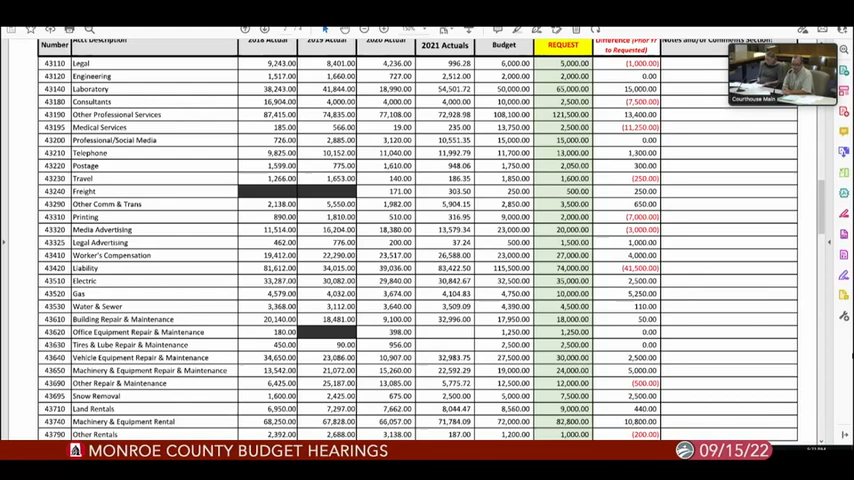 Number Acct Description 2018 Actual 2019 Actual 2020 Actual 2021 Actuals Budget REQUEST Difference (Prior Yr to Requested) Notes and/or Comments Section
43110 Legal 9,243.00 8,401.00 4,236.00 996.28 6,000.00 5,000.00 (1,000.00)
43120 Engineering 1,517.00 1,660.00 727.00 2,512.00 2,000.00 2,000.00 0.00
43140 Laboratory 38,243.00 41,844.00 18,990.00 54,501.72 50,000.00 65,000.00 15,000.00
43180 Consultants 16,904.00 4,000.00 4,000.00 4,000.00 10,000.00 2,500.00 (7,500.00)
43190 Other Professional Services 87,415.00 74,835.00 77,108.00 72,928.98 108,100.00 121,500.00 13,400.00
43195 Medical Services 185.00 566.00 19.00 235.00 13,750.00 2,500.00 (11,250.00)
43200 Professional/Social Media 726.00 2,885.00 3,120.00 10,551.35 15,000.00 15,000.00 0.00
43210 Telephone 9,825.00 10,152.00 11,040.00 11,992.79 11,700.00 13,000.00 1,300.00
43220 Postage 1,599.00 775.00 1,610.00 948.06 1,750.00 2,050.00 300.00
43230 Travel 1,266.00 1,653.00 140.00 186.35 1,850.00 1,600.00 (250.00)
43240 Freight 171.00 303.50 250.00 500.00 250.00
43290 Other Comm & Trans 2,138.00 5,550.00 1,982.00 5,904.15 2,850.00 3,500.00 650.00
43310 Printing 890.00 1,810.00 510.00 316.95 9,000.00 2,000.00 (7,000.00)
43320 Media Advertising 11,514.00 16,204.00 18,380.00 13,579.34 23,000.00 20,000.00 (3,000.00)
43325 Legal Advertising 462.00 776.00 200.00 37.24 500.00 1,500.00 1,000.00
43410 Worker's Compensation 19,412.00 22,290.00 23,517.00 26,588.00 23,000.00 27,000.00 4,000.00
43420 Liability 81,612.00 34,015.00 39,036.00 83,422.50 115,500.00 74,000.00 (41,500.00)
43510 Electric 33,287.00 30,082.00 29,840.00 30,842.67 32,500.00 35,000.00 2,500.00
43520 Gas 4,579.00 4,032.00 3,674.00 4,104.83 4,750.00 10,000.00 5,250.00
43530 Water & Sewer 3,368.00 3,112.00 3,640.00 3,509.09 4,390.00 4,500.00 110.00
43610 Building Repair & Maintenance 20,140.00 18,481.00 9,100.00 32,996.00 17,950.00 18,000.00 50.00
43620 Office Equipment Repair & Maintenance 180.00 398.00 1,250.00 1,250.00 0.00
43630 Tires & Lube Repair & Maintenance 450.00 90.00 956.00 2,500.00 2,500.00 0.00
43640 Vehicle Equipment Repair & Maintenance 34,650.00 23,086.00 10,907.00 32,983.75 27,500.00 30,000.00 2,500.00
43650 Machinery & Equipment Repair & Maintenance 13,542.00 21,072.00 15,260.00 22,592.29 19,000.00 24,000.00 5,000.00
43690 Other Repair & Maintenance 6,425.00 25,187.00 13,085.00 5,775.72 12,500.00 12,000.00 (500.00)
43695 Snow Removal 1,600.00 2,425.00 675.00 2,500.00 5,000.00 7,500.00 2,500.00
43710 Land Rentals 6,950.00 7,297.00 7,662.00 8,044.47 8,560.00 9,000.00 440.00
43740 Machinery & Equipment Rental 68,250.00 67,828.00 66,057.00 71,784.09 72,000.00 82,800.00 10,800.00
43790 Other Rentals 2,392.00 2,688.00 3,138.00 187.00 1,200.00 1,000.00 (200.00)
Courthouse Main
MONROE COUNTY BUDGET HEARINGS 09/15/22